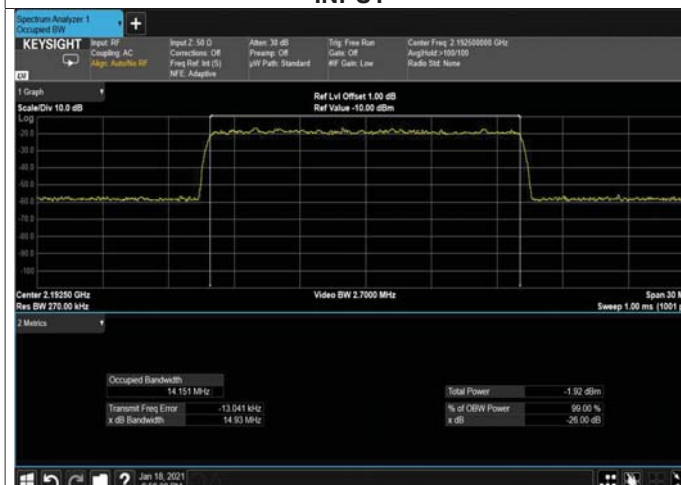 INPUT
Spectrum Analyzer 1
Occupied BW
+
KEYSIGHT
Input: RF
Coupling: AC
Align: Auto/No RF
Input Z: 50 Ω
Corrections: Off
Freq Ref: Int (S)
NFE: Adaptive
Atten: 30 dB
Preamp: Off
µW Path: Standard
Trig: Free Run
Gate: Off
#IF Gain: Low
Center Freq: 2.192500000 GHz
Avg|Hold:>100/100
Radio Std: None
LXI
1 Graph
Scale/Div 10.0 dB
Ref Lvl Offset 1.00 dB
Ref Value -10.00 dBm
Log
-20.0
-30.0
-40.0
-50.0
-60.0
-70.0
-80.0
-90.0
-100
Center 2.19250 GHz
Video BW 2.7000 MHz
Span 30 M
Res BW 270.00 kHz
Sweep 1.00 ms (1001 p
2 Metrics
Occupied Bandwidth
14.151 MHz
Total Power -1.92 dBm
Transmit Freq Error -13.041 kHz
% of OBW Power 99.00 %
x dB Bandwidth 14.93 MHz
x dB -26.00 dB
?
Jan 18, 2021